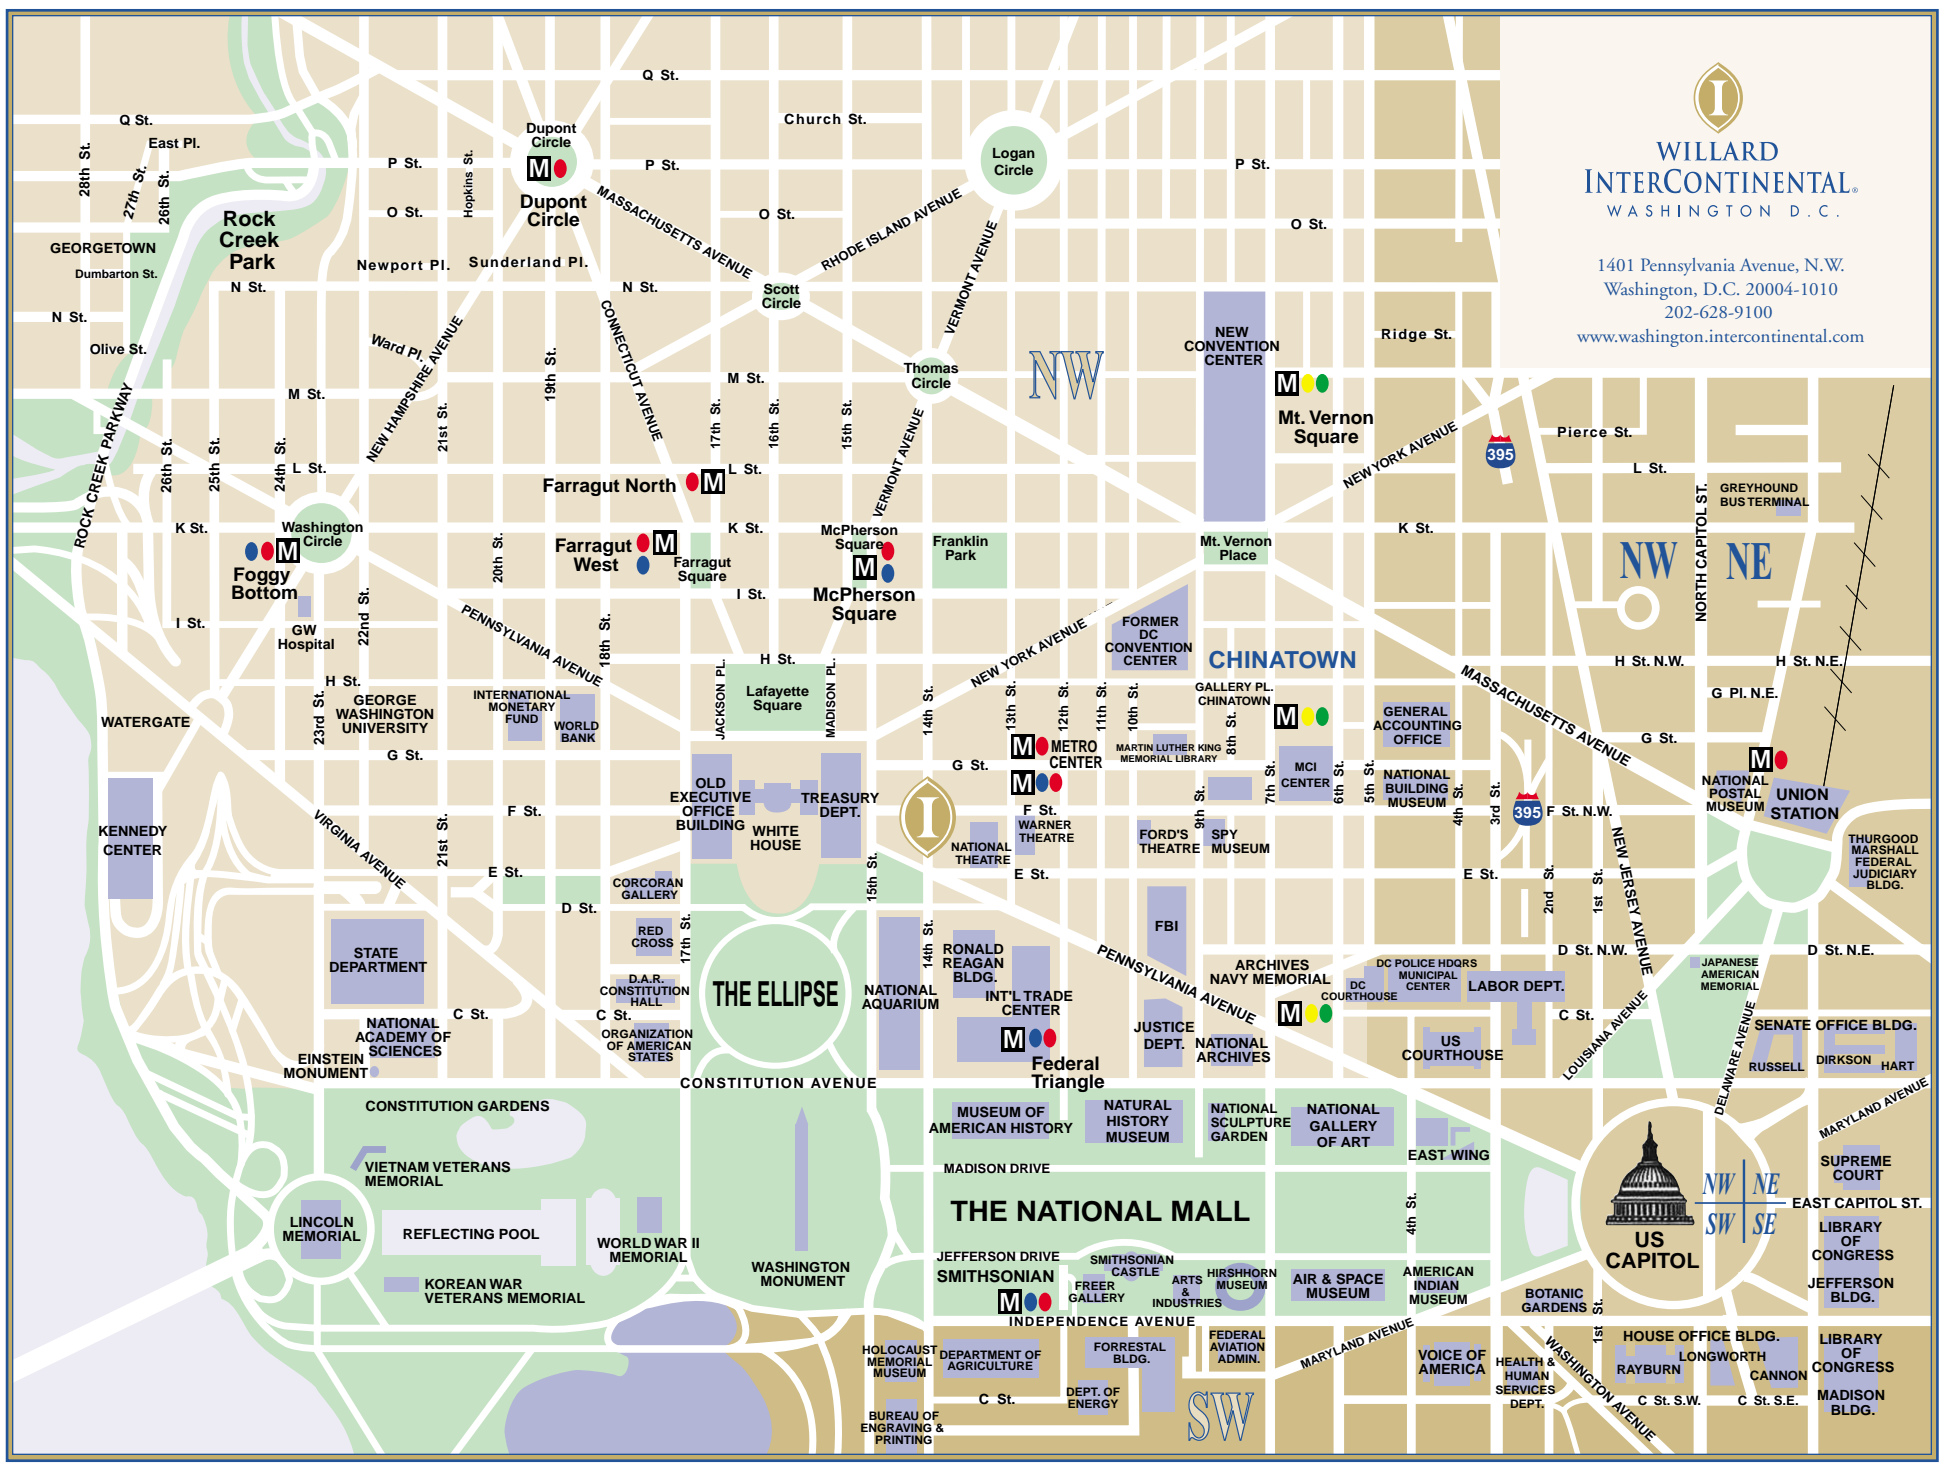 WILLARD
INTERCONTINENTAL®
WASHINGTON D.C.
1401 Pennsylvania Avenue, N.W.
Washington, D.C. 20004-1010
202-628-9100
www.washington.intercontinental.com
Q St.
Q St.
East Pl.
Church St.
28th St.
27th St.
26th St.
P St.
Hopkins St.
Dupont
Circle
M
Dupont
Circle
P St.
Logan
Circle
P St.
O St.
O St.
O St.
Rock
Creek
Park
GEORGETOWN
Dumbarton St.
Newport Pl.
Sunderland Pl.
MASSACHUSETTS AVENUE
RHODE ISLAND AVENUE
VERMONT AVENUE
N St.
N St.
N St.
Scott
Circle
Olive St.
Ward Pl.
NEW HAMPSHIRE AVENUE
CONNECTICUT AVENUE
19th St.
M St.
M St.
Thomas
Circle
NW
NEW
CONVENTION
CENTER
Ridge St.
M
Mt. Vernon
Square
NEW YORK AVENUE
395
Pierce St.
L St.
GREYHOUND
BUS TERMINAL
ROCK CREEK PARKWAY
26th St.
25th St.
24th St.
21st St.
17th St.
16th St.
15th St.
VERMONT AVENUE
L St.
Farragut North
M
L St.
K St.
Washington
Circle
M
Foggy
Bottom
20th St.
Farragut
West
M
Farragut
Square
K St.
McPherson
Square
M
McPherson
Square
Franklin
Park
Mt. Vernon
Place
K St.
NW
NE
NORTH CAPITOL ST.
I St.
GW
Hospital
22nd St.
PENNSYLVANIA AVENUE
18th St.
I St.
NEW YORK AVENUE
FORMER
DC
CONVENTION
CENTER
CHINATOWN
MASSACHUSETTS AVENUE
H St. N.W.
H St. N.E.
G Pl. N.E.
H St.
H St.
JACKSON PL.
Lafayette
Square
MADISON PL.
WATERGATE
23rd St.
GEORGE
WASHINGTON
UNIVERSITY
INTERNATIONAL
MONETARY
FUND
WORLD
BANK
14th St.
13th St.
12th St.
11th St.
10th St.
GALLERY PL.
CHINATOWN
M
8th St.
GENERAL
ACCOUNTING
OFFICE
G St.
G St.
G St.
M
METRO
CENTER
M
MARTIN LUTHER KING
MEMORIAL LIBRARY
MCI
CENTER
7th St.
6th St.
5th St.
NATIONAL
BUILDING
MUSEUM
4th St.
3rd St.
395
F St. N.W.
M
NATIONAL
POSTAL
MUSEUM
UNION
STATION
OLD
EXECUTIVE
OFFICE
BUILDING
WHITE
HOUSE
TREASURY
DEPT.
I
KENNEDY
CENTER
VIRGINIA AVENUE
F St.
F St.
21st St.
NATIONAL
THEATRE
WARNER
THEATRE
9th St.
FORD'S
THEATRE
SPY
MUSEUM
THURGOOD
MARSHALL
FEDERAL
JUDICIARY
BLDG.
E St.
CORCORAN
GALLERY
15th St.
E St.
E St.
2nd St.
1st St.
NEW JERSEY AVENUE
D St.
RED
CROSS
17th St.
14th St.
FBI
PENNSYLVANIA AVENUE
D St. N.W.
D St. N.E.
STATE
DEPARTMENT
D.A.R.
CONSTITUTION
HALL
THE ELLIPSE
NATIONAL
AQUARIUM
RONALD
REAGAN
BLDG.
INT'L TRADE
CENTER
ARCHIVES
NAVY MEMORIAL
M
DC
COURTHOUSE
DC POLICE HDQRS
MUNICIPAL
CENTER
LABOR DEPT.
JAPANESE
AMERICAN
MEMORIAL
C St.
C St.
C St.
NATIONAL
ACADEMY OF
SCIENCES
ORGANIZATION
OF AMERICAN
STATES
M
Federal
Triangle
JUSTICE
DEPT.
NATIONAL
ARCHIVES
US
COURTHOUSE
LOUISIANA AVENUE
DELAWARE AVENUE
SENATE OFFICE BLDG.
RUSSELL
DIRKSON
HART
EINSTEIN
MONUMENT
CONSTITUTION AVENUE
CONSTITUTION GARDENS
MUSEUM OF
AMERICAN HISTORY
NATURAL
HISTORY
MUSEUM
NATIONAL
SCULPTURE
GARDEN
NATIONAL
GALLERY
OF ART
EAST WING
MARYLAND AVENUE
VIETNAM VETERANS
MEMORIAL
MADISON DRIVE
SUPREME
COURT
NW
NE
SW
SE
EAST CAPITOL ST.
THE NATIONAL MALL
4th St.
US
CAPITOL
LINCOLN
MEMORIAL
REFLECTING POOL
WORLD WAR II
MEMORIAL
WASHINGTON
MONUMENT
KOREAN WAR
VETERANS MEMORIAL
JEFFERSON DRIVE
SMITHSONIAN
M
SMITHSONIAN
CASTLE
FREER
GALLERY
ARTS
&
INDUSTRIES
HIRSHHORN
MUSEUM
AIR & SPACE
MUSEUM
AMERICAN
INDIAN
MUSEUM
BOTANIC
GARDENS
1st St.
LIBRARY
OF
CONGRESS
JEFFERSON
BLDG.
INDEPENDENCE AVENUE
HOLOCAUST
MEMORIAL
MUSEUM
DEPARTMENT OF
AGRICULTURE
FORRESTAL
BLDG.
FEDERAL
AVIATION
ADMIN.
MARYLAND AVENUE
VOICE OF
AMERICA
HEALTH &
HUMAN
SERVICES
DEPT.
WASHINGTON AVENUE
HOUSE OFFICE BLDG.
RAYBURN
LONGWORTH
CANNON
LIBRARY
OF
CONGRESS
MADISON
BLDG.
C St.
DEPT. OF
ENERGY
SW
C St. S.W.
C St. S.E.
BUREAU OF
ENGRAVING &
PRINTING